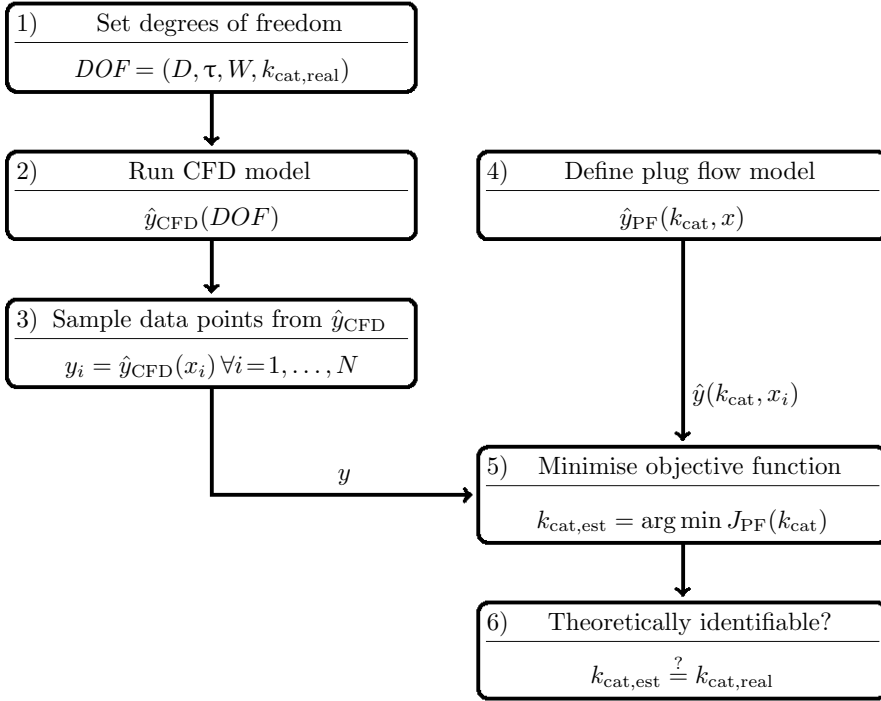 1) Set degrees of freedom
DOF = (D, τ, W, k_cat,real)
2) Run CFD model
ŷ_CFD(DOF)
3) Sample data points from ŷ_CFD
y_i = ŷ_CFD(x_i) ∀i=1, . . . , N
4) Define plug flow model
ŷ_PF(k_cat, x)
ŷ(k_cat, x_i)
y
5) Minimise objective function
k_cat,est = arg min J_PF(k_cat)
6) Theoretically identifiable?
k_cat,est ≟ k_cat,real